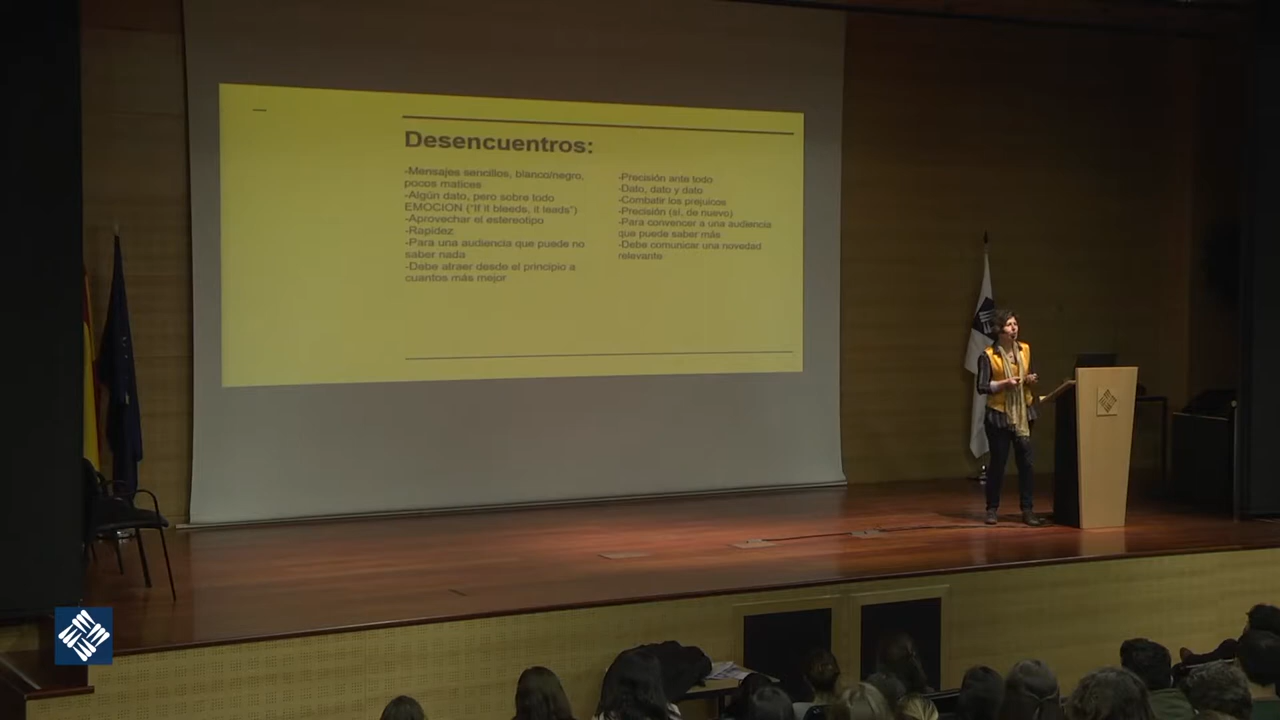 Desencuentros:
-Mensajes sencillos, blanco/negro,
pocos matices
-Algún dato, pero sobre todo
EMOCION ("If it bleeds, it leads")
-Aprovechar el estereotipo
-Rapidez
-Para una audiencia que puede no
saber nada
-Debe atraer desde el principio a
cuantos más mejor
-Precisión ante todo
-Dato, dato y dato
-Combatir los prejuicos
-Precisión (sí, de nuevo)
-Para convencer a una audiencia
que puede saber más
-Debe comunicar una novedad
relevante